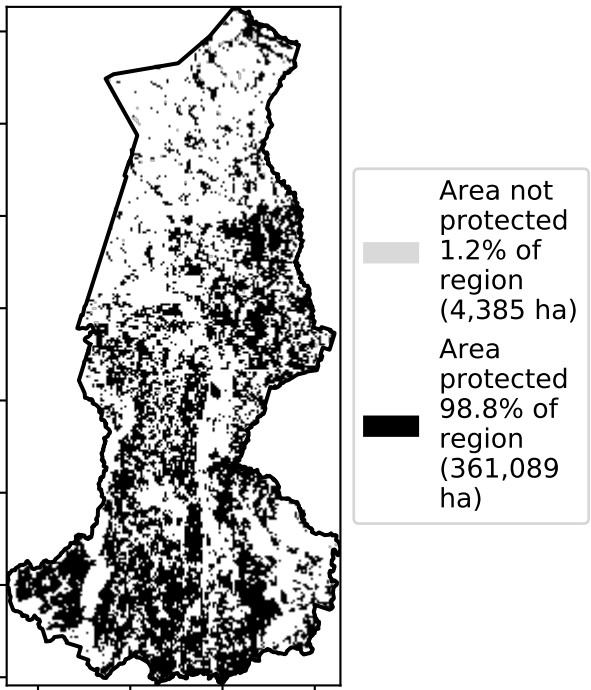 Area not
protected
1.2% of
region
(4,385 ha)
Area
protected
98.8% of
region
(361,089
ha)